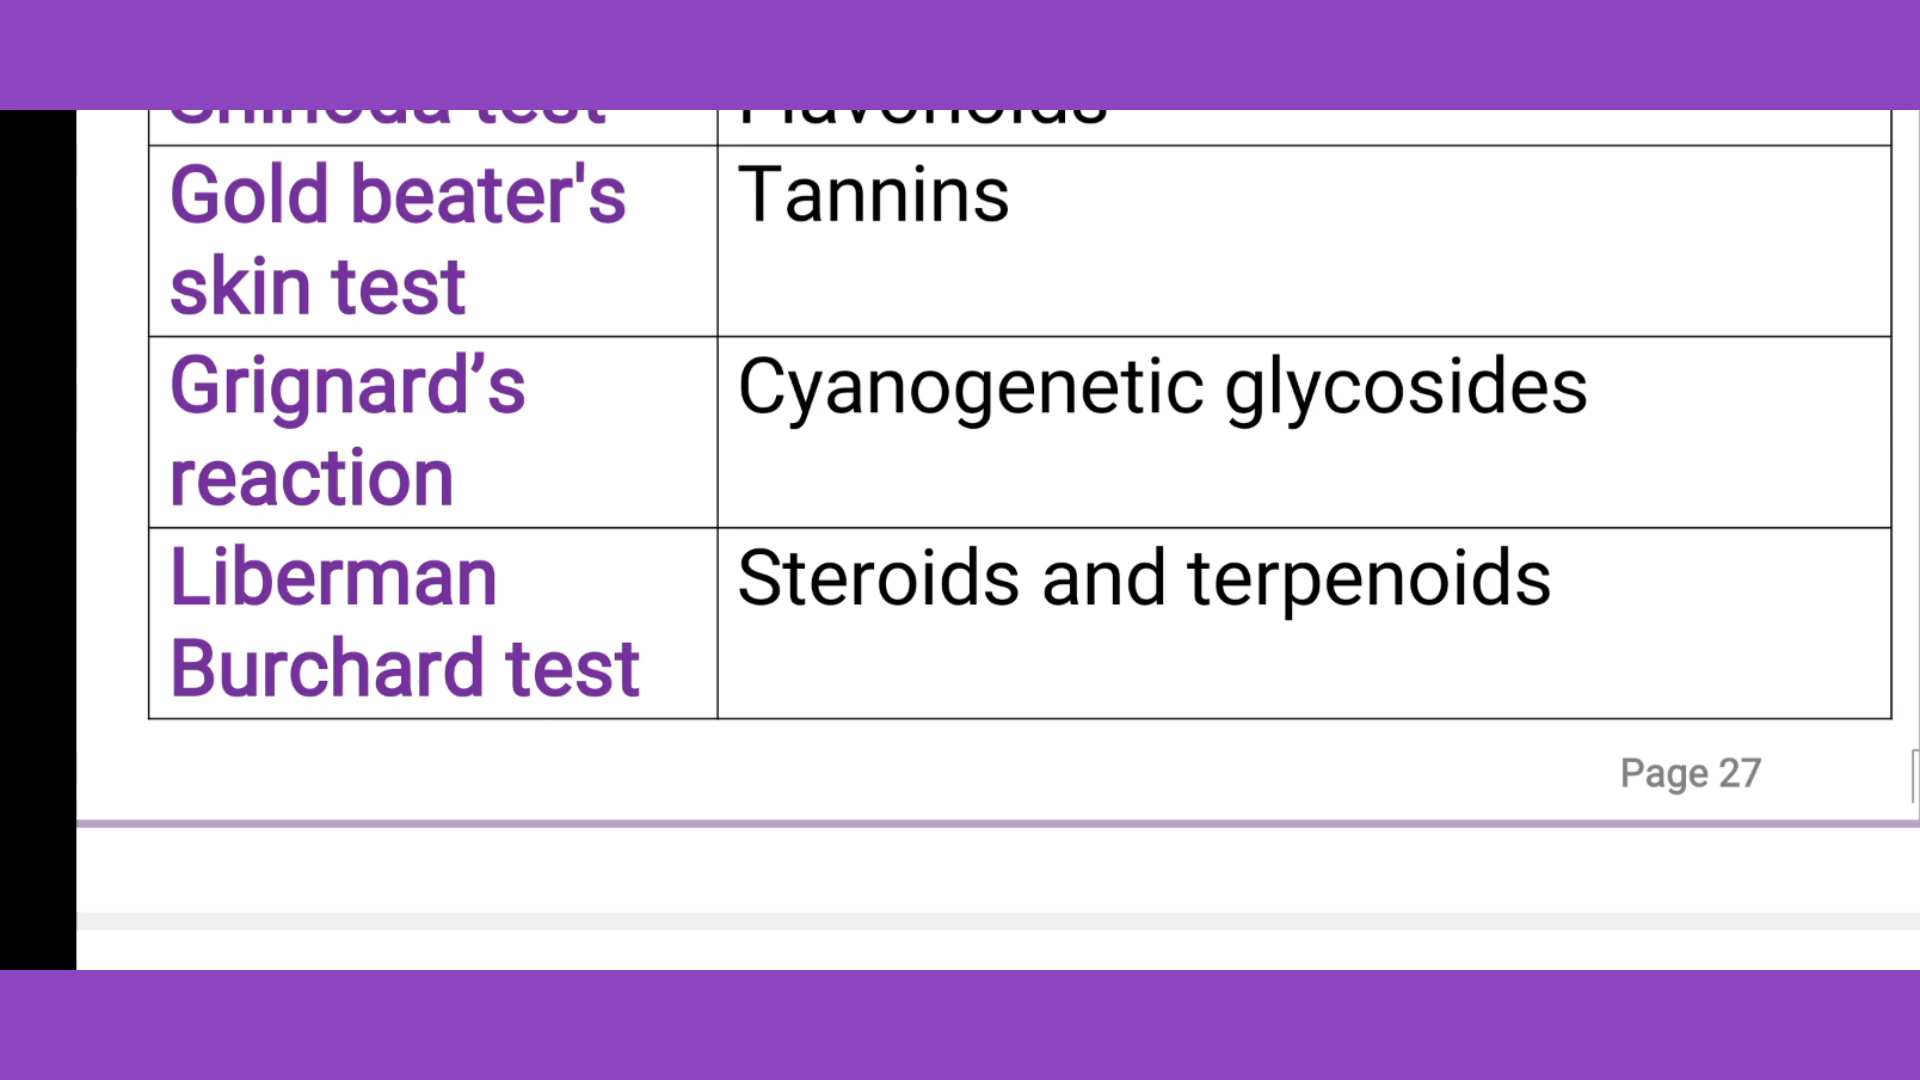 Shinoda test Flavonoids
Gold beater's Tannins
skin test
Grignard’s Cyanogenetic glycosides
reaction
Liberman Steroids and terpenoids
Burchard test
Page 27